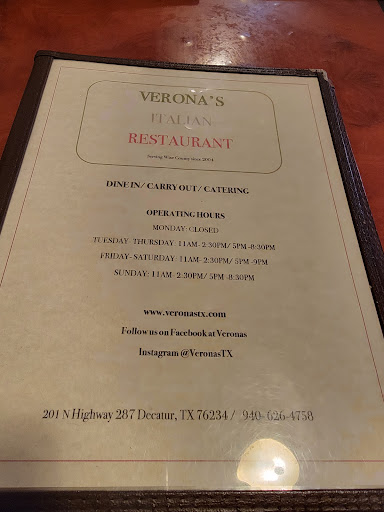 VERONA"S
ITALIAN
RESTAURANT
Serving Wise County since 2004
DINE IN/ CARRY OUT/ CATERING
OPERATING HOURS
MONDAY: CLOSED
TUESDAY- THURSDAY: 11AM- 2:30PM/ 5PM -8:30PM
FRIDAY- SATURDAY: 11AM- 2:30PM/ 5PM -9PM
SUNDAY: 11AM- 2:30PM/ 5PM -8:30PM
www.veronastx.com
Follow us on Facebook at Veronas
Instagram @VeronasTX
201 N Highway 287 Decatur, TX 76234 / 940-626-4758